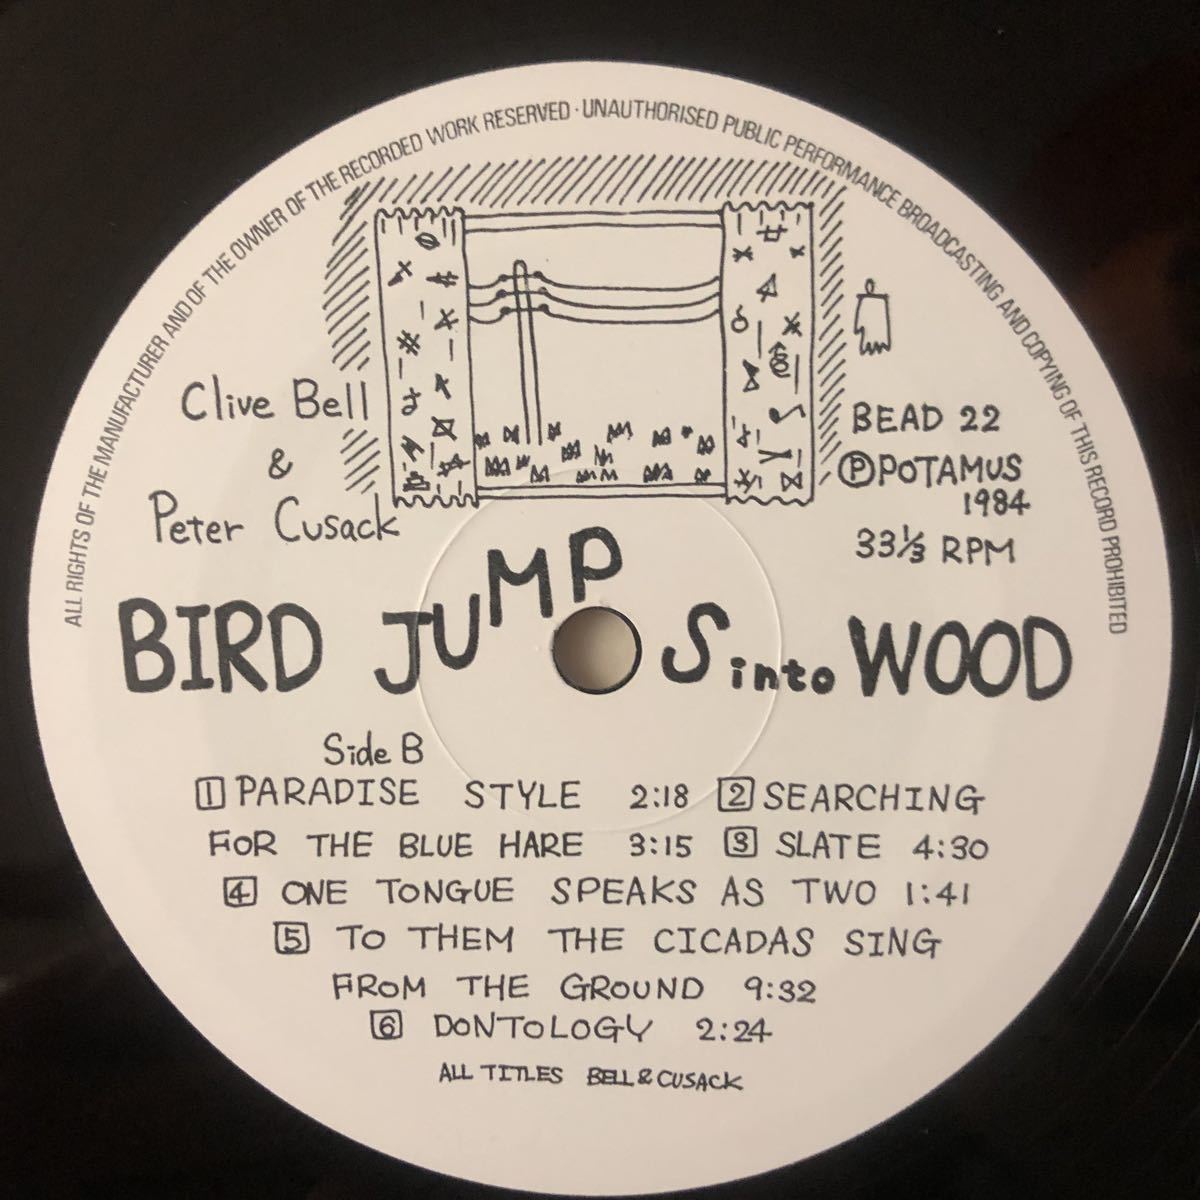 ALL RIGHTS OF THE MANUFACTURER AND OF THE OWNER OF THE RECORDED WORK RESERVED · UNAUTHORISED PUBLIC PERFORMANCE BROADCASTING AND COPYING OF THIS RECORD PROHIBITED
Clive Bell
&
Peter Cusack
BEAD 22
Ⓟ POTAMUS
1984
33⅓ RPM
BIRD JUMPS into WOOD
Side B
1 PARADISE STYLE 2:18 2 SEARCHING
FOR THE BLUE HARE 3:15 3 SLATE 4:30
4 ONE TONGUE SPEAKS AS TWO 1:41
5 TO THEM THE CICADAS SING
FROM THE GROUND 9:32
6 DONTOLOGY 2:24
ALL TITLES BELL & CUSACK